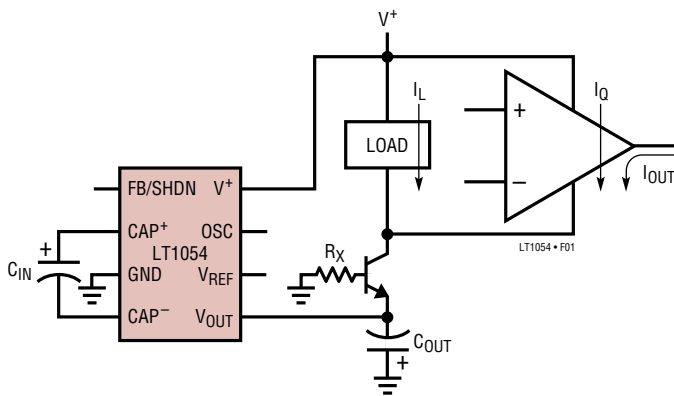 V+
IL
IQ
+
LOAD
−
IOUT
FB/SHDN V+
CAP+ OSC
LT1054
GND VREF
CAP− VOUT
+
CIN
RX
LT1054 • F01
COUT
+